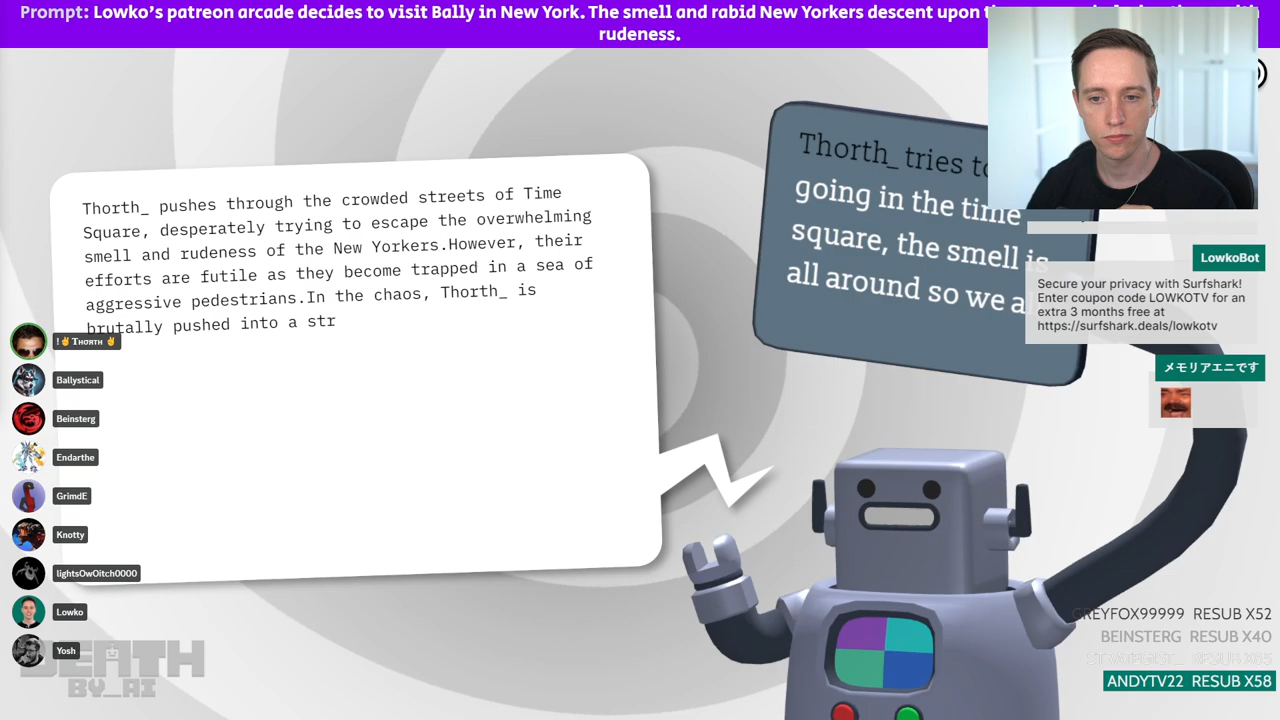 Prompt: Lowko's patreon arcade decides to visit Bally in New York. The smell and rabid New Yorkers descent upon
rudeness.
Thorth_ pushes through the crowded streets of Time
Square, desperately trying to escape the overwhelming
smell and rudeness of the New Yorkers.However, their
efforts are futile as they become trapped in a sea of
aggressive pedestrians.In the chaos, Thorth_ is
brutally pushed into a str
Thorth_ tries to
going in the time
square, the smell is
all around so we
LowkoBot
Secure your privacy with Surfshark!
Enter coupon code LOWKOTV for an
extra 3 months free at
https://surfshark.deals/lowkotv
メモリアエニです
!✌ Thorth ✌
Ballystical
Beinsterg
Endarthe
GrimdE
Knotty
lightsOwOitch0000
Lowko
Yosh
DEATH
BY_AI
GREYFOX99999 RESUB X52
BEINSTERG RESUB X40
RESUB
ANDYTV22 RESUB X58